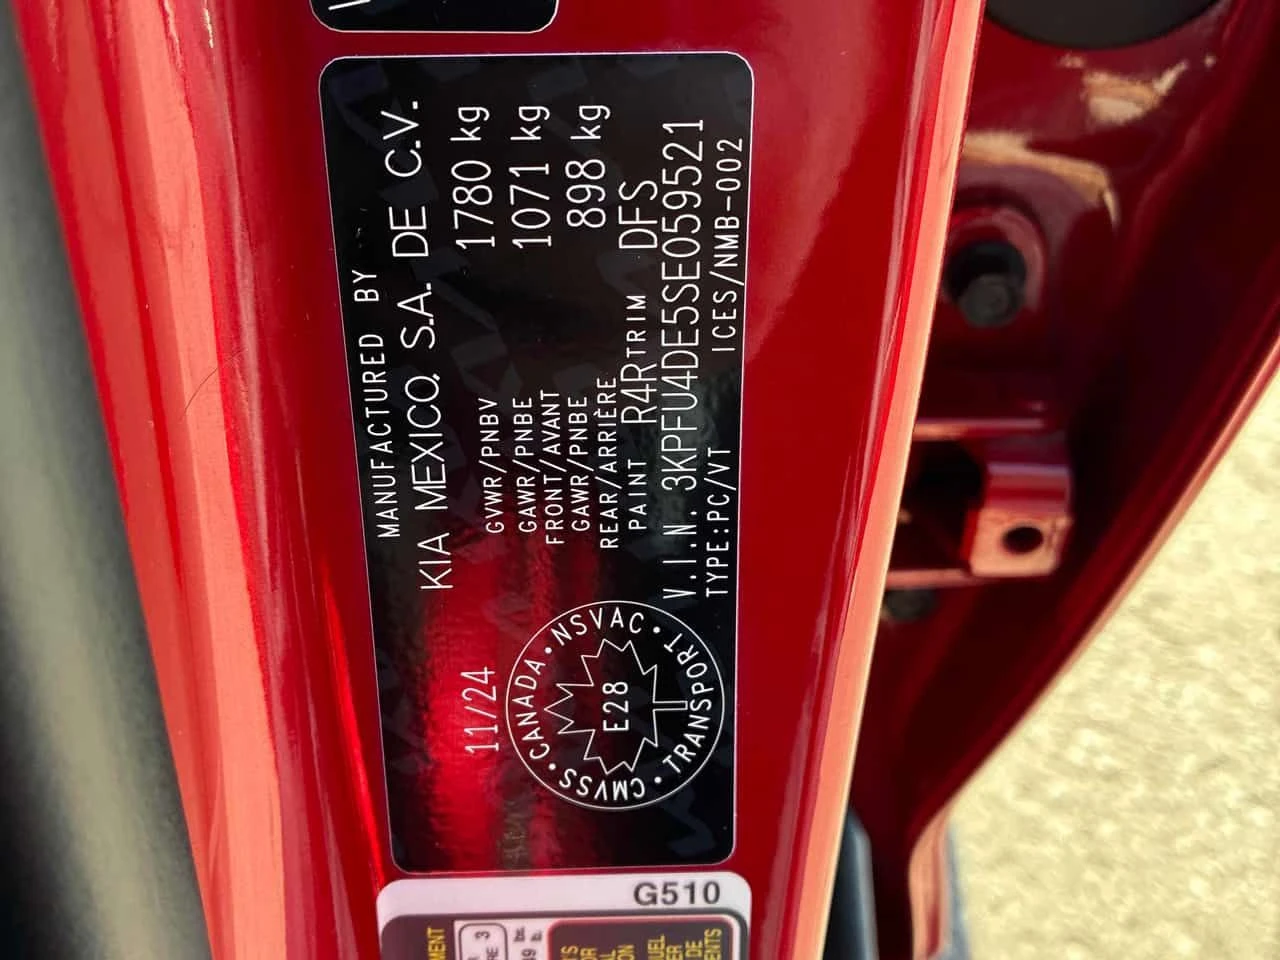 MANUFACTURED BY
KIA MEXICO, S.A. DE C.V.
11/24
GVWR/PNBV 1780 kg
GAWR/PNBE 1071 kg
FRONT/AVANT
GAWR/PNBE 898 kg
REAR/ARRIÈRE
PAINT R4R TRIM DFS
V.I.N. 3KPFU4DE5SE059521
TYPE:PC/VT ICES/NMB-002
CANADA • NSVAC • TRANSPORT • CMVSS •
E28
G510
3